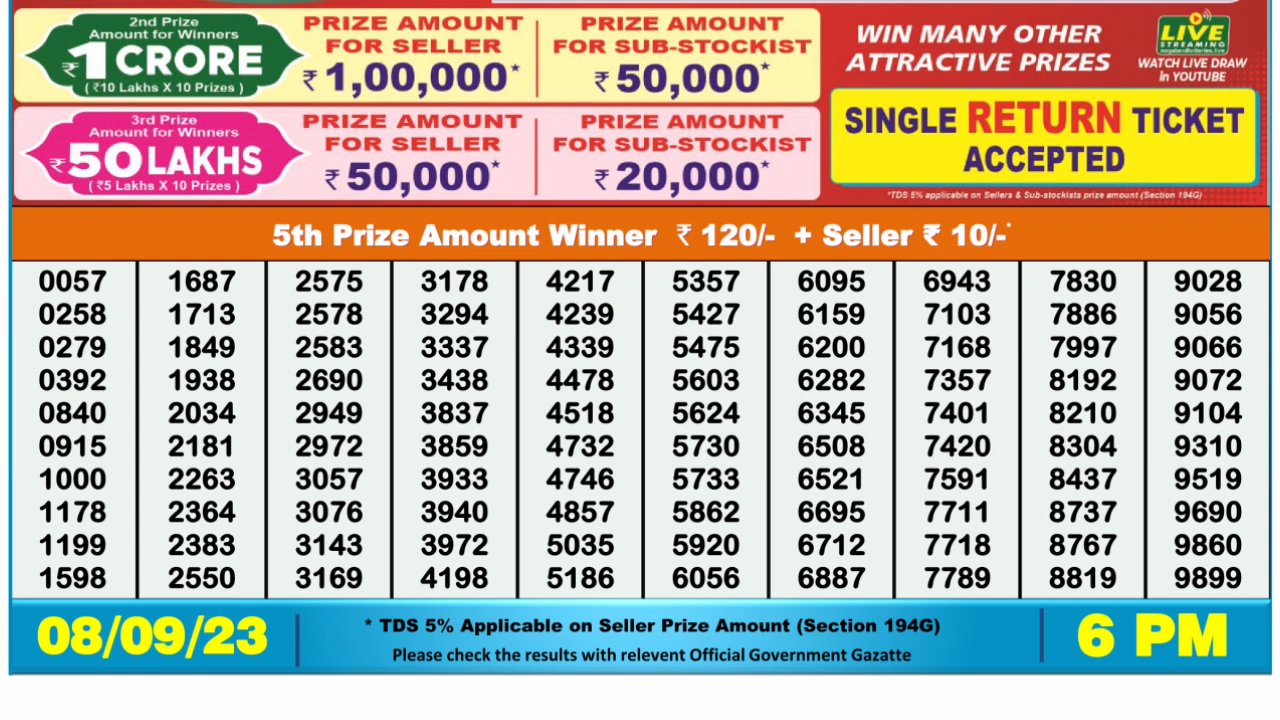 2nd Prize
Amount for Winners
₹1 CRORE
( ₹10 Lakhs X 10 Prizes )
PRIZE AMOUNT
FOR SELLER
₹ 1,00,000*
PRIZE AMOUNT
FOR SUB-STOCKIST
₹ 50,000*
3rd Prize
Amount for Winners
₹50 LAKHS
( ₹5 Lakhs X 10 Prizes )
PRIZE AMOUNT
FOR SELLER
₹ 50,000*
PRIZE AMOUNT
FOR SUB-STOCKIST
₹ 20,000*
WIN MANY OTHER
ATTRACTIVE PRIZES
LIVE
STREAMING
WATCH LIVE DRAW
in YOUTUBE
SINGLE RETURN TICKET
ACCEPTED
*TDS 5% applicable on Sellers & Sub-stockists prize amount (Section 194G)
5th Prize Amount Winner ₹ 120/- + Seller ₹ 10/-*
0057 1687 2575 3178 4217 5357 6095 6943 7830 9028
0258 1713 2578 3294 4239 5427 6159 7103 7886 9056
0279 1849 2583 3337 4339 5475 6200 7168 7997 9066
0392 1938 2690 3438 4478 5603 6282 7357 8192 9072
0840 2034 2949 3837 4518 5624 6345 7401 8210 9104
0915 2181 2972 3859 4732 5730 6508 7420 8304 9310
1000 2263 3057 3933 4746 5733 6521 7591 8437 9519
1178 2364 3076 3940 4857 5862 6695 7711 8737 9690
1199 2383 3143 3972 5035 5920 6712 7718 8767 9860
1598 2550 3169 4198 5186 6056 6887 7789 8819 9899
08/09/23
* TDS 5% Applicable on Seller Prize Amount (Section 194G)
Please check the results with relevent Official Government Gazatte
6 PM